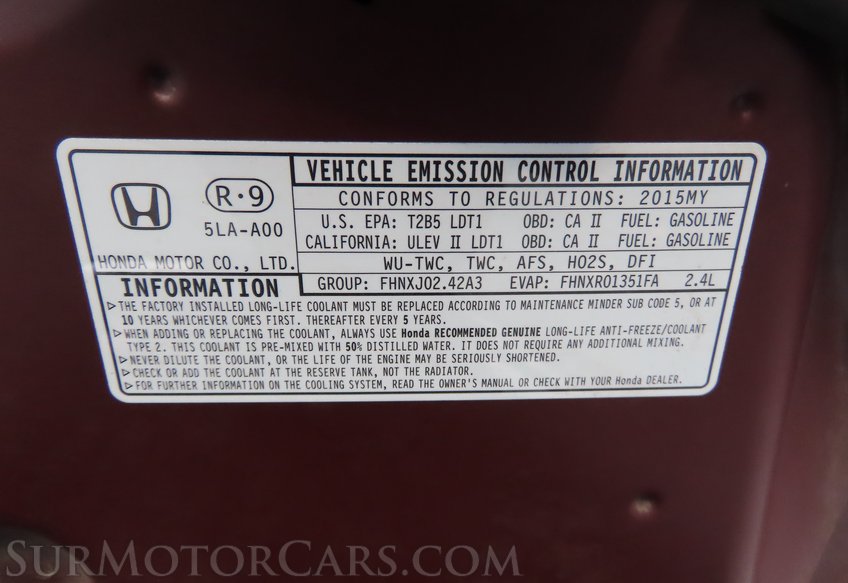 VEHICLE EMISSION CONTROL INFORMATION
R·9
CONFORMS TO REGULATIONS: 2015MY
5LA-A00
U.S. EPA: T2B5 LDT1 OBD: CA II FUEL: GASOLINE
CALIFORNIA: ULEV II LDT1 OBD: CA II FUEL: GASOLINE
HONDA MOTOR CO., LTD.
WU-TWC, TWC, AFS, HO2S, DFI
GROUP: FHNXJ02.42A3 EVAP: FHNXR01351FA 2.4L
INFORMATION
▷THE FACTORY INSTALLED LONG-LIFE COOLANT MUST BE REPLACED ACCORDING TO MAINTENANCE MINDER SUB CODE 5, OR AT
10 YEARS WHICHEVER COMES FIRST. THEREAFTER EVERY 5 YEARS.
▷WHEN ADDING OR REPLACING THE COOLANT, ALWAYS USE Honda RECOMMENDED GENUINE LONG-LIFE ANTI-FREEZE/COOLANT
TYPE 2. THIS COOLANT IS PRE-MIXED WITH 50% DISTILLED WATER. IT DOES NOT REQUIRE ANY ADDITIONAL MIXING.
▷NEVER DILUTE THE COOLANT, OR THE LIFE OF THE ENGINE MAY BE SERIOUSLY SHORTENED.
▷CHECK OR ADD THE COOLANT AT THE RESERVE TANK, NOT THE RADIATOR.
▷FOR FURTHER INFORMATION ON THE COOLING SYSTEM, READ THE OWNER'S MANUAL OR CHECK WITH YOUR Honda DEALER.
SurMotorCars.com